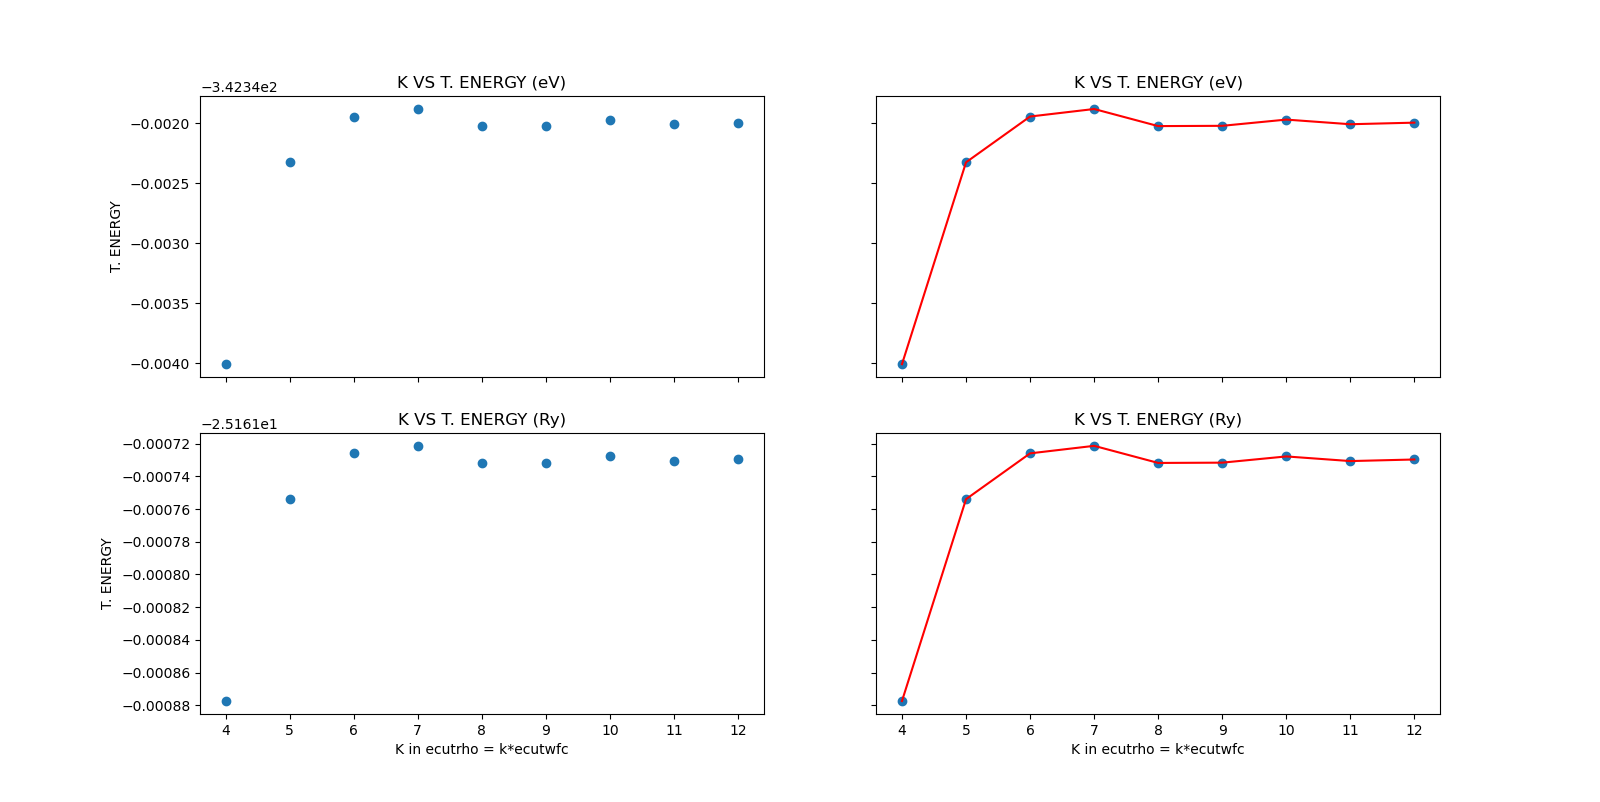 K VS T. ENERGY (eV)
−3.4234e2
−0.0020
−0.0025
−0.0030
−0.0035
−0.0040
T. ENERGY
K VS T. ENERGY (eV)
K VS T. ENERGY (Ry)
−2.5161e1
−0.00072
−0.00074
−0.00076
−0.00078
−0.00080
−0.00082
−0.00084
−0.00086
−0.00088
T. ENERGY
4 5 6 7 8 9 10 11 12
K in ecutrho = k*ecutwfc
K VS T. ENERGY (Ry)
4 5 6 7 8 9 10 11 12
K in ecutrho = k*ecutwfc